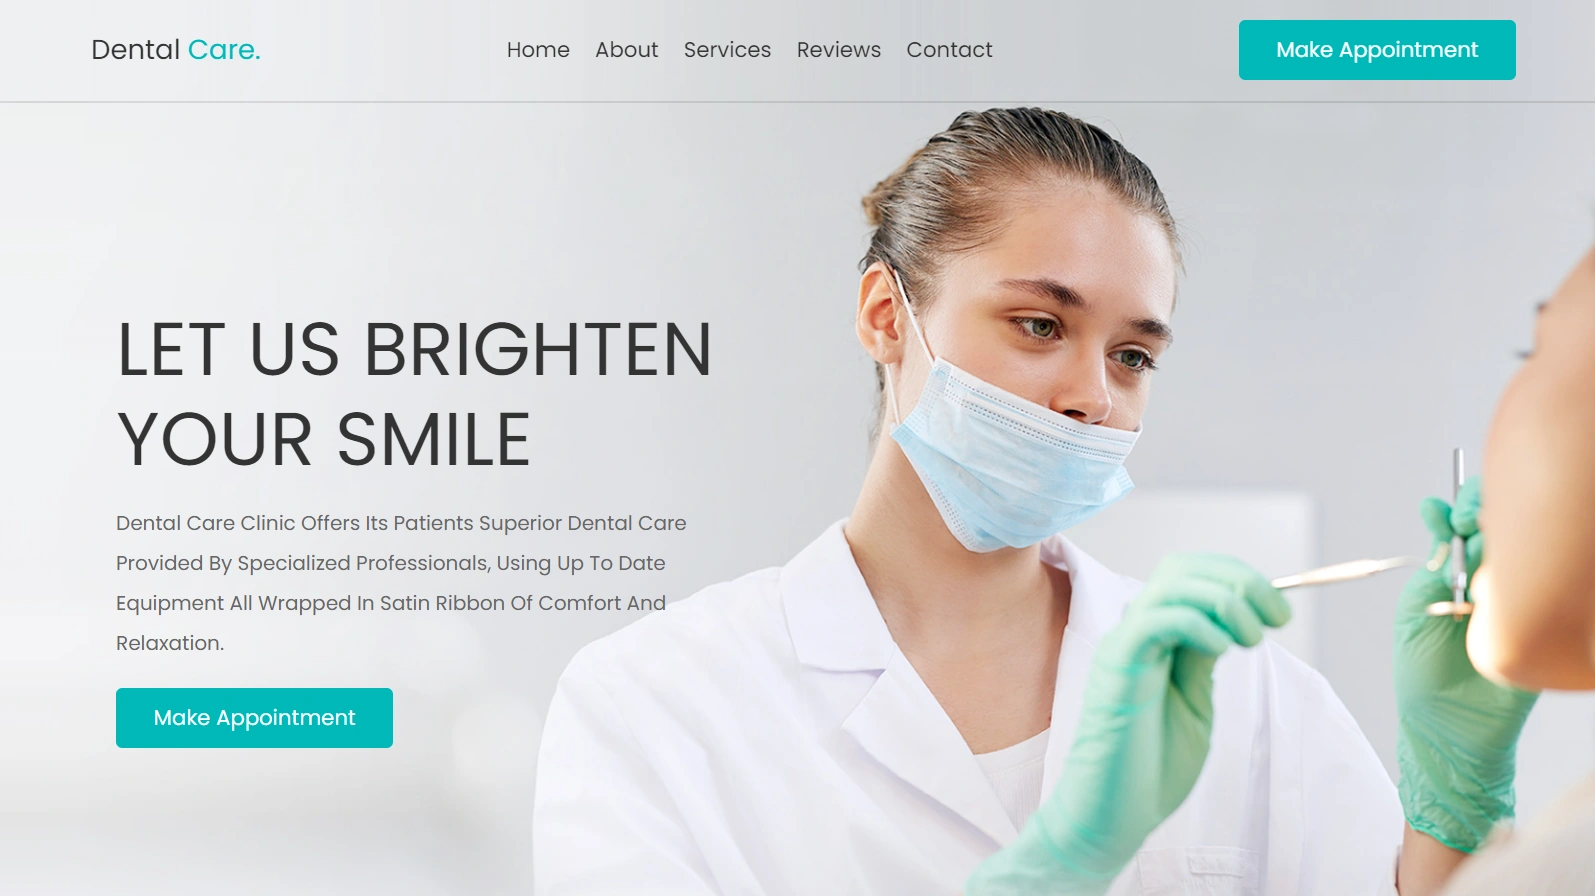 Dental Care.
Home About Services Reviews Contact
Make Appointment
LET US BRIGHTEN
YOUR SMILE
Dental Care Clinic Offers Its Patients Superior Dental Care
Provided By Specialized Professionals, Using Up To Date
Equipment All Wrapped In Satin Ribbon Of Comfort And
Relaxation.
Make Appointment